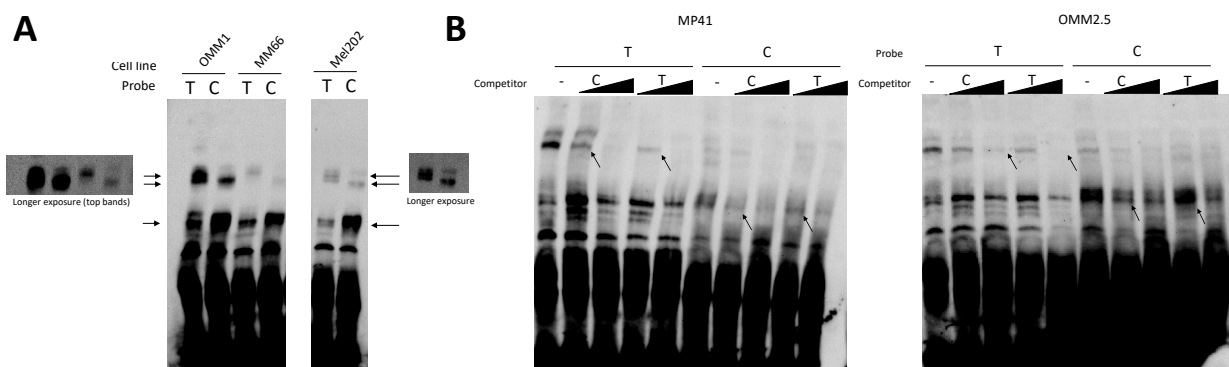 A
OMM1 MM66 Mel202
Cell line
Probe T C T C T C
Longer exposure (top bands)
Longer exposure
B
MP41 OMM2.5
T C Probe T C
Competitor - C T - C T Competitor - C T - C T